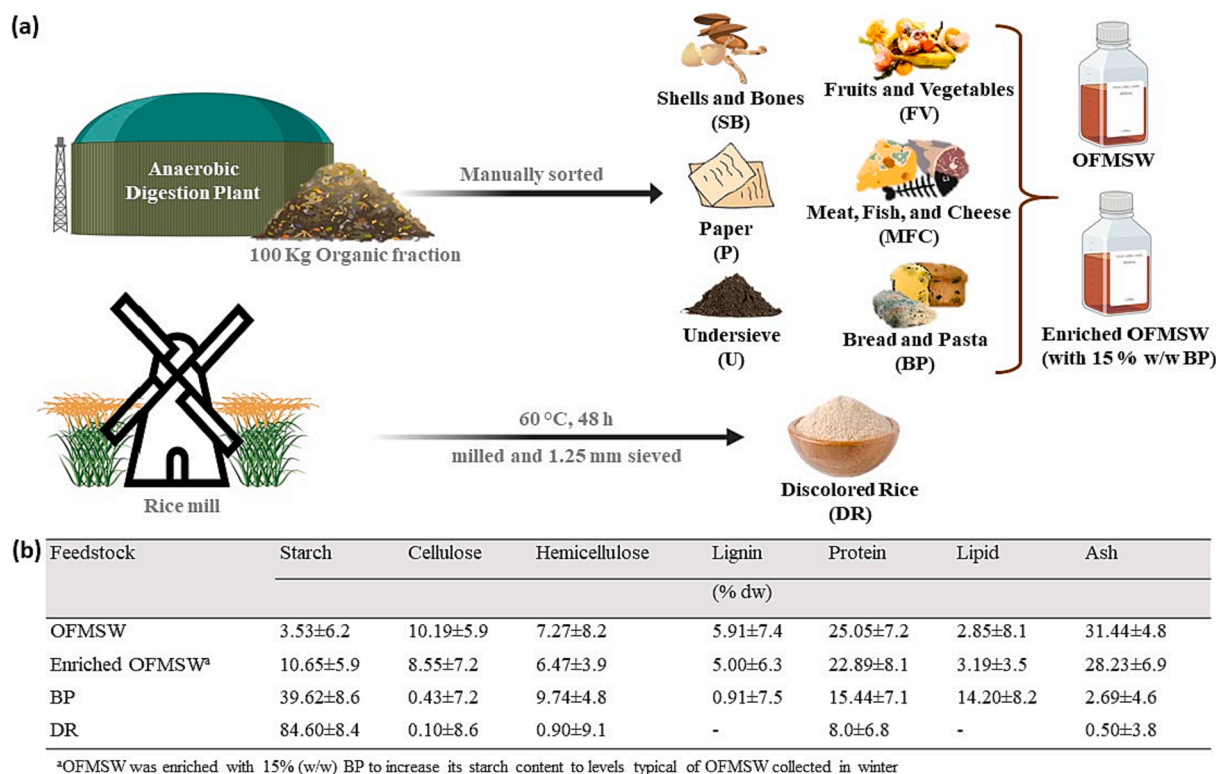 (a)
Anaerobic
Digestion Plant
100 Kg Organic fraction
Manually sorted
Shells and Bones
(SB)
Fruits and Vegetables
(FV)
Paper
(P)
Meat, Fish, and Cheese
(MFC)
Undersieve
(U)
Bread and Pasta
(BP)
OFMSW
Enriched OFMSW
(with 15 % w/w BP)
Rice mill
60 °C, 48 h
milled and 1.25 mm sieved
Discolored Rice
(DR)
(b)
Feedstock Starch Cellulose Hemicellulose Lignin Protein Lipid Ash
(% dw)
OFMSW 3.53±6.2 10.19±5.9 7.27±8.2 5.91±7.4 25.05±7.2 2.85±8.1 31.44±4.8
Enriched OFMSWᵃ 10.65±5.9 8.55±7.2 6.47±3.9 5.00±6.3 22.89±8.1 3.19±3.5 28.23±6.9
BP 39.62±8.6 0.43±7.2 9.74±4.8 0.91±7.5 15.44±7.1 14.20±8.2 2.69±4.6
DR 84.60±8.4 0.10±8.6 0.90±9.1 - 8.0±6.8 - 0.50±3.8
ᵃOFMSW was enriched with 15% (w/w) BP to increase its starch content to levels typical of OFMSW collected in winter